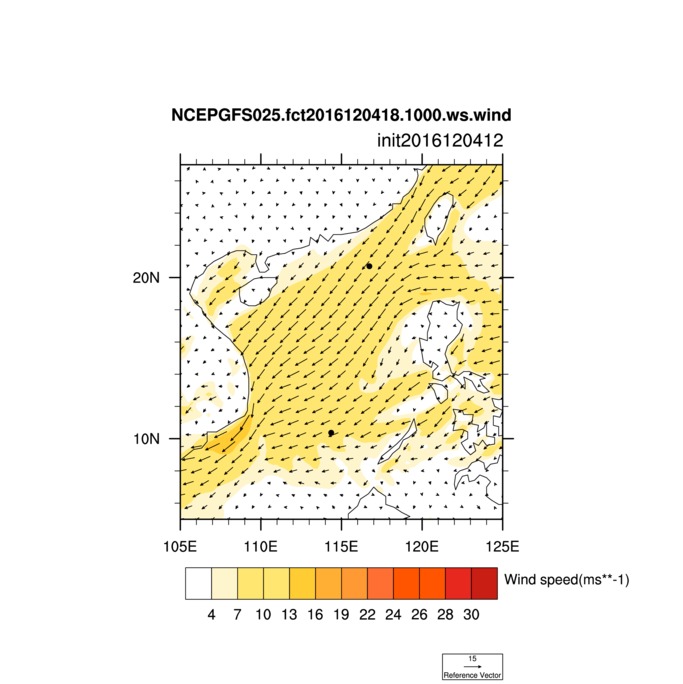 NCEPGFS025.fct2016120418.1000.ws.wind
init2016120412
20N
10N
105E 110E 115E 120E 125E
Wind speed(ms**-1)
4 7 10 13 16 19 22 24 26 28 30
15
Reference Vector